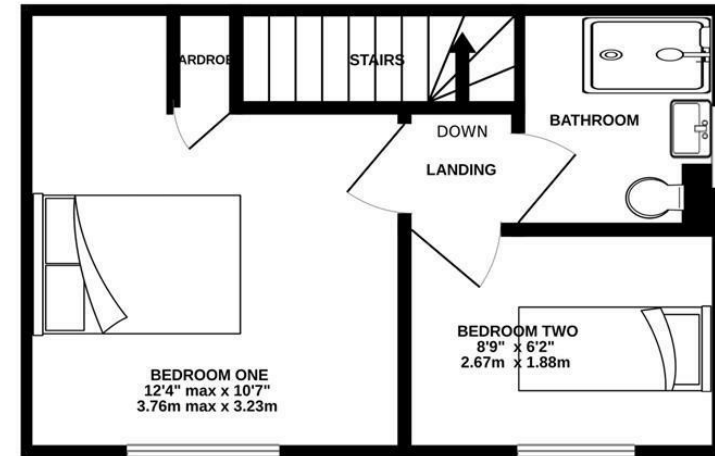 ARDROB
STAIRS
BATHROOM
DOWN
LANDING
BEDROOM ONE
12'4" max x 10'7"
3.76m max x 3.23m
BEDROOM TWO
8'9" x 6'2"
2.67m x 1.88m